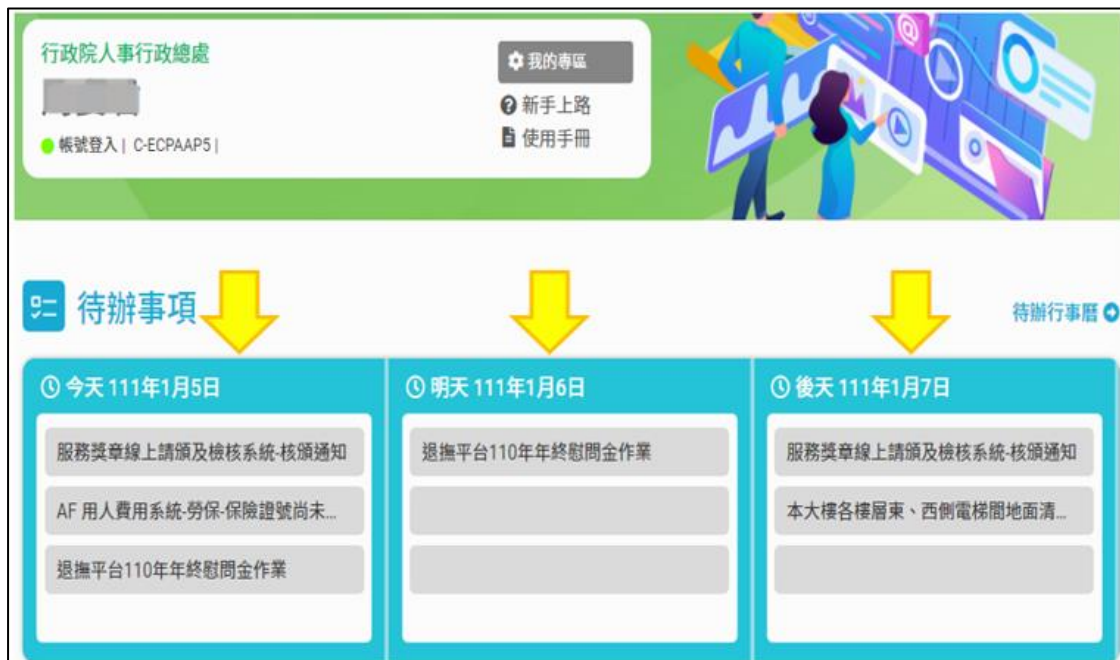 行政院人事行政總處
我的專區
新手上路
使用手冊
帳號登入 | C-ECPAAP5 |
@
待辦事項
待辦行事曆
今天 111年1月5日
服務獎章線上請頒及檢核系統-核頒通知
AF 用人費用系統-勞保-保險證號尚未...
退撫平台110年年終慰問金作業
明天 111年1月6日
退撫平台110年年終慰問金作業
後天 111年1月7日
服務獎章線上請頒及檢核系統-核頒通知
本大樓各樓層東、西側電梯間地面清...